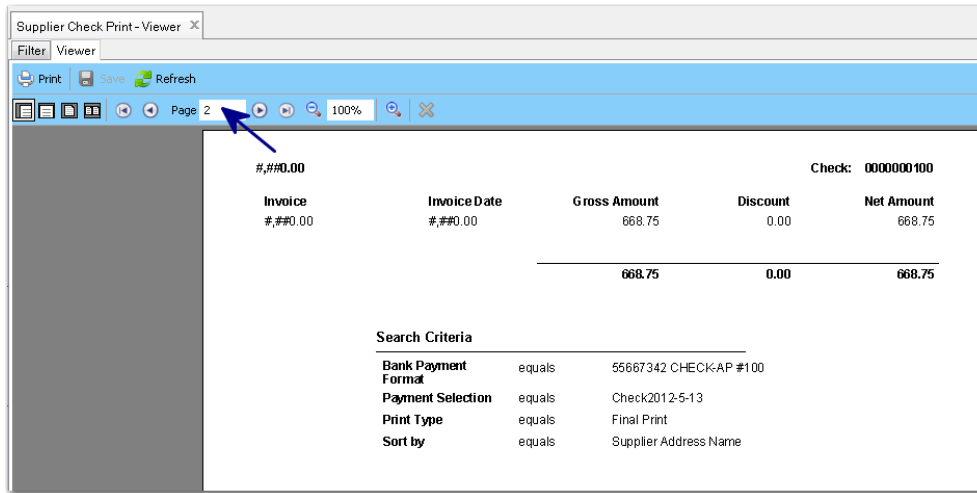 Supplier Check Print - Viewer X
Filter Viewer
Print Save Refresh
Page 2 100%
#,##0.00 Check: 0000000100
Invoice Invoice Date Gross Amount Discount Net Amount
#,##0.00 #,##0.00 668.75 0.00 668.75
668.75 0.00 668.75
Search Criteria
Bank Payment equals 55667342 CHECK-AP #100
Format
Payment Selection equals Check2012-5-13
Print Type equals Final Print
Sort by equals Supplier Address Name